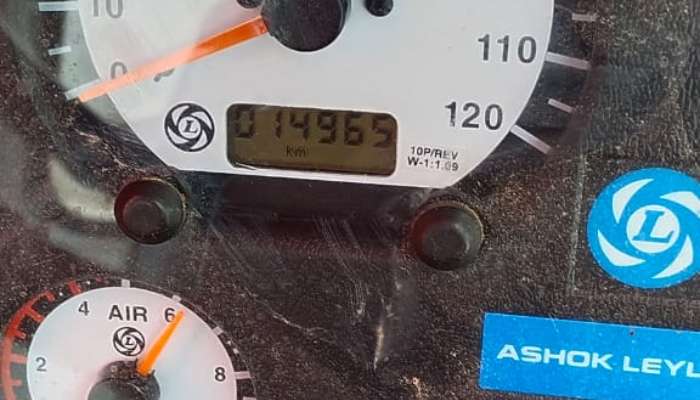 10
0
110
120
L
014965
km
10P/REV
W-1:1.09
L
4 AIR 6
2
8
ASHOK LEYL